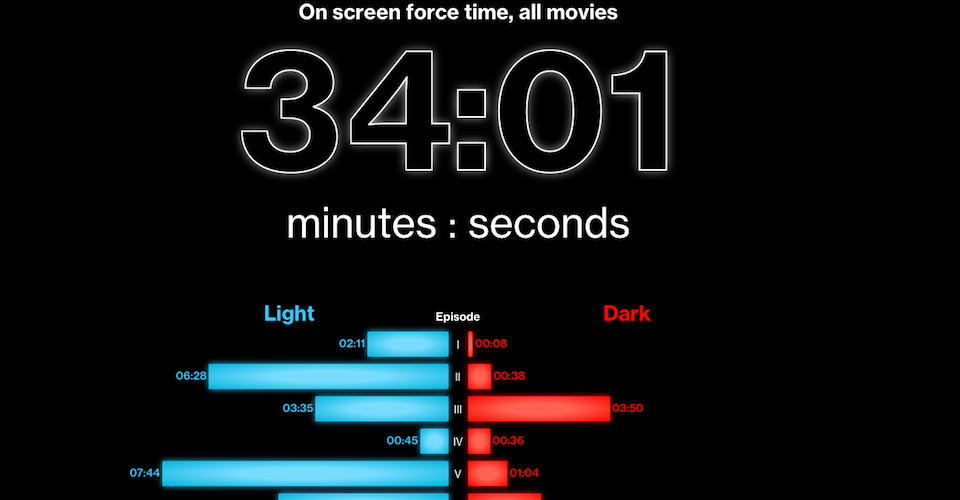 On screen force time, all movies
34:01
minutes : seconds
Light Episode Dark
02:11 I 00:08
06:28 II 00:38
03:35 III 03:50
00:45 IV 00:36
07:44 V 01:04